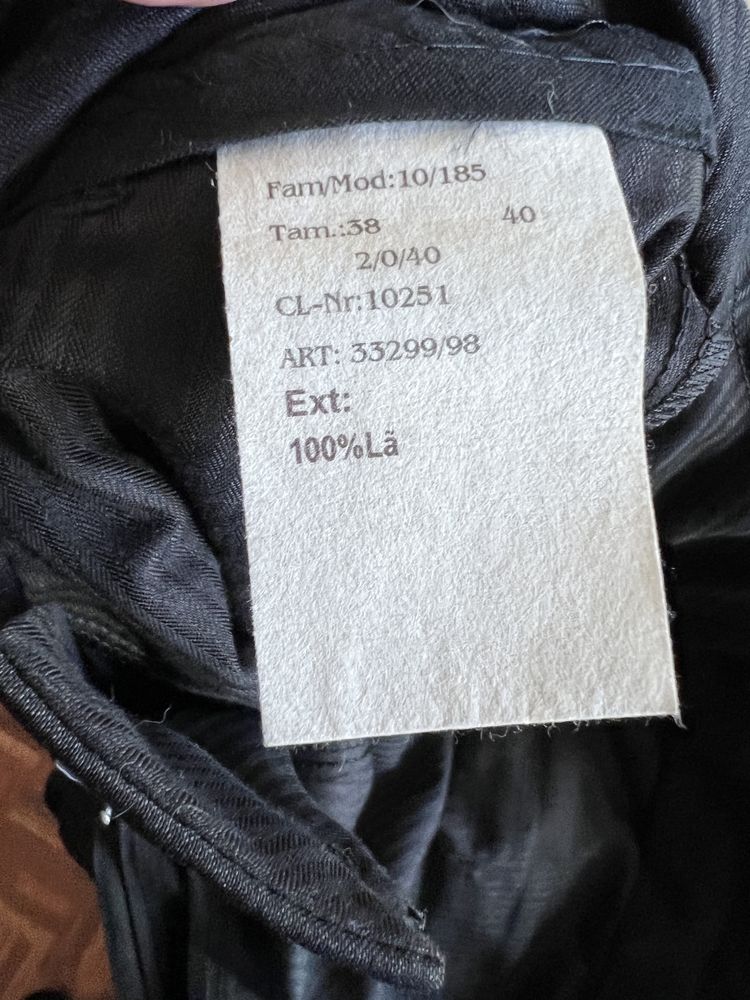 Fam/Mod:10/185
Tam.:38 40
2/0/40
CL-Nr:10251
ART: 33299/98
Ext:
100%Lã